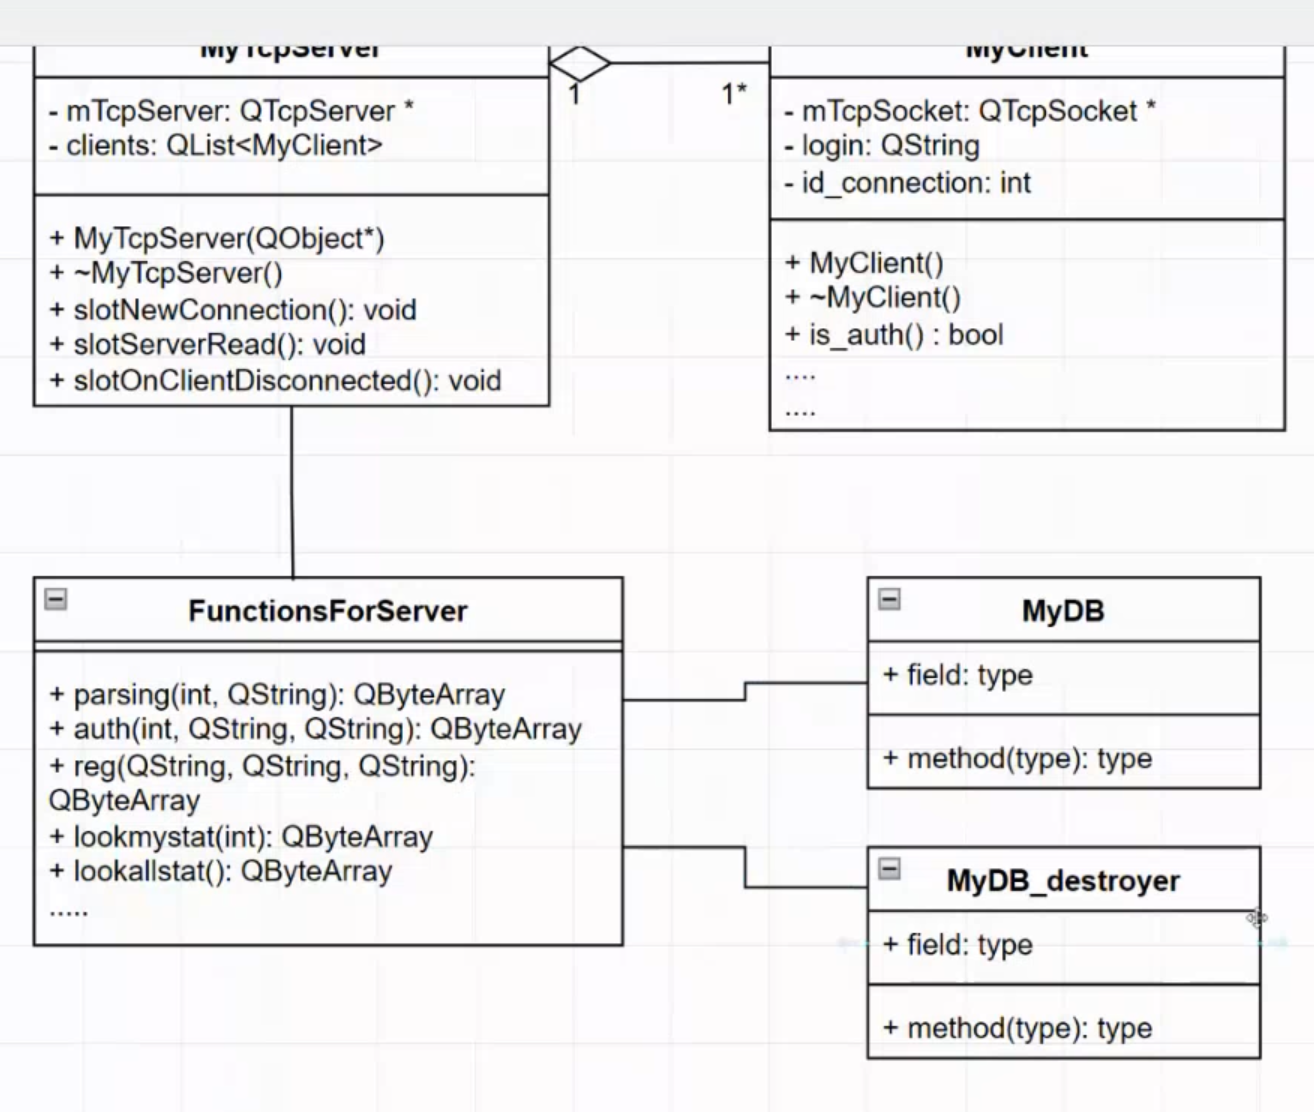 MyTcpServer
1
1*
MyClient
- mTcpServer: QTcpServer *
- clients: QList<MyClient>
+ MyTcpServer(QObject*)
+ ~MyTcpServer()
+ slotNewConnection(): void
+ slotServerRead(): void
+ slotOnClientDisconnected(): void
- mTcpSocket: QTcpSocket *
- login: QString
- id_connection: int
+ MyClient()
+ ~MyClient()
+ is_auth() : bool
....
....
FunctionsForServer
+ parsing(int, QString): QByteArray
+ auth(int, QString, QString): QByteArray
+ reg(QString, QString, QString):
QByteArray
+ lookmystat(int): QByteArray
+ lookallstat(): QByteArray
.....
MyDB
+ field: type
+ method(type): type
MyDB_destroyer
+ field: type
+ method(type): type